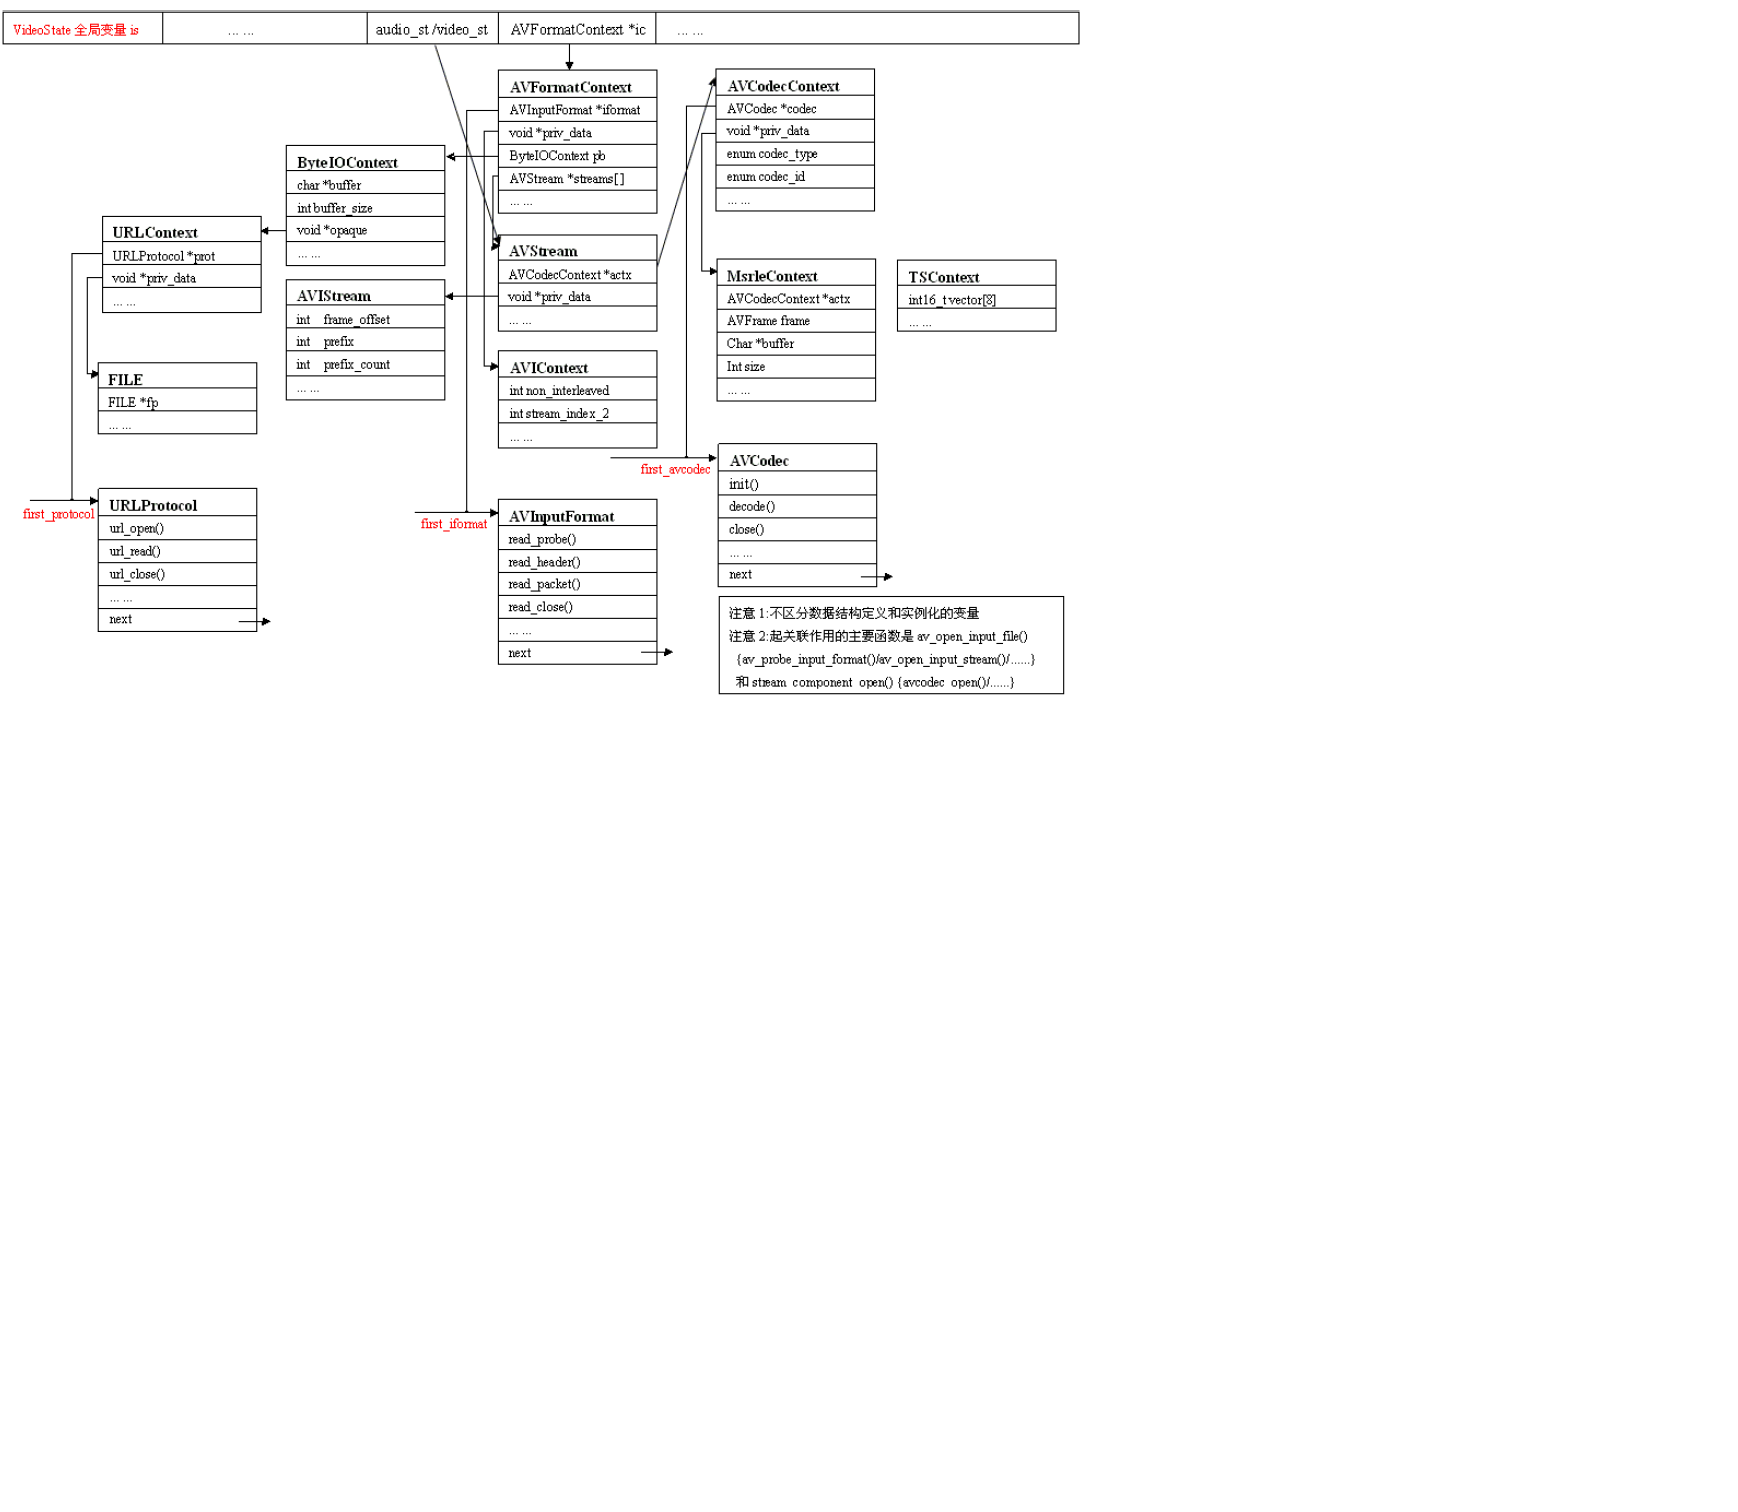 VideoState 全局变量 is
... ...
audio_st /video_st
AVFormatContext *ic
... ...
AVFormatContext
AVInputFormat *iformat
void *priv_data
ByteIOContext pb
AVStream *streams[ ]
... ...
AVCodecContext
AVCodec *codec
void *priv_data
enum codec_type
enum codec_id
... ...
ByteIOContext
char *buffer
int buffer_size
void *opaque
... ...
URLContext
URLProtocol *prot
void *priv_data
... ...
AVStream
AVCodecContext *actx
void *priv_data
... ...
MsrleContext
AVCodecContext *actx
AVFrame frame
Char *buffer
Int size
... ...
TSContext
int16_t vector[8]
... ...
AVIStream
int frame_offset
int prefix
int prefix_count
... ...
FILE
FILE *fp
... ...
AVIContext
int non_interleaved
int stream_index_2
... ...
first_avcodec
AVCodec
init()
decode()
close()
... ...
next
first_protocol
URLProtocol
url_open()
url_read()
url_close()
... ...
next
first_iformat
AVInputFormat
read_probe()
read_header()
read_packet()
read_close()
... ...
next
注意 1:不区分数据结构定义和实例化的变量
注意 2:起关联作用的主要函数是 av_open_input_file()
{av_probe_input_format()/av_open_input_stream()/......}
和 stream_component_open() {avcodec_open()/......}